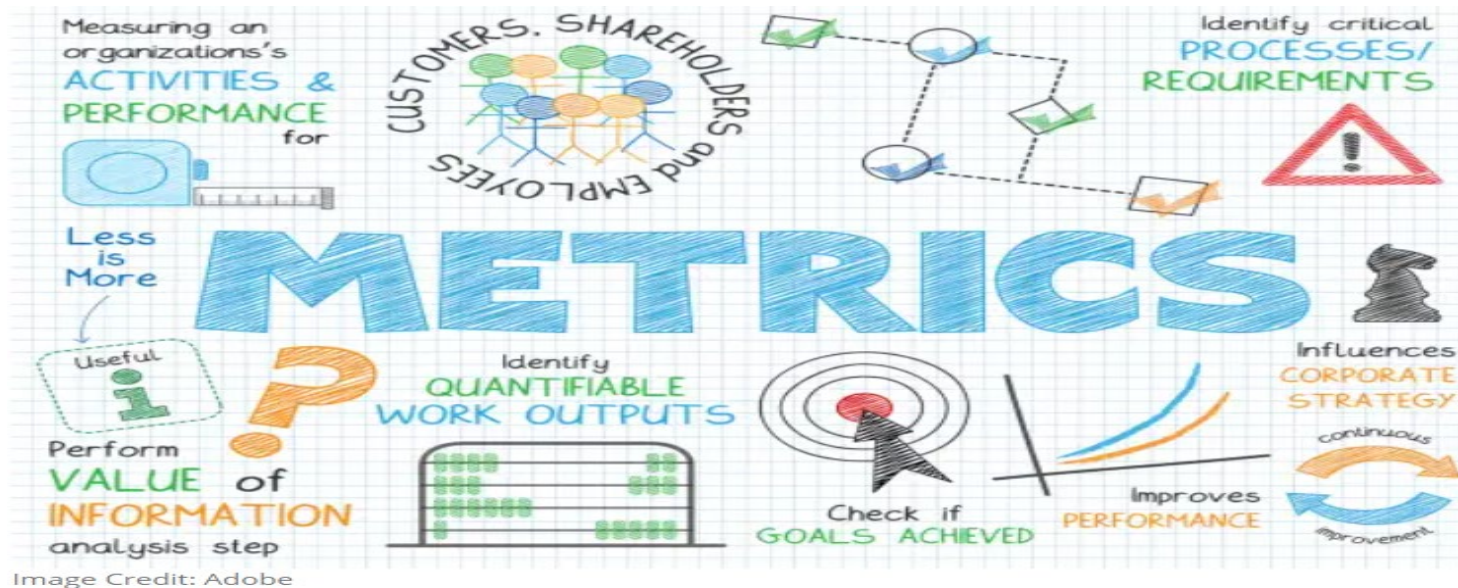 Measuring an
organizations's
ACTIVITIES &
PERFORMANCE
for
CUSTOMERS, SHAREHOLDERS and EMPLOYEES
Identify critical
PROCESSES/
REQUIREMENTS
!
Less
is
More
METRICS
Useful
i
?
Perform
VALUE of
INFORMATION
analysis step
Identify
QUANTIFIABLE
WORK OUTPUTS
Check if
GOALS ACHIEVED
Improves
PERFORMANCE
Influences
CORPORATE
STRATEGY
continuous
improvement
Image Credit: Adobe